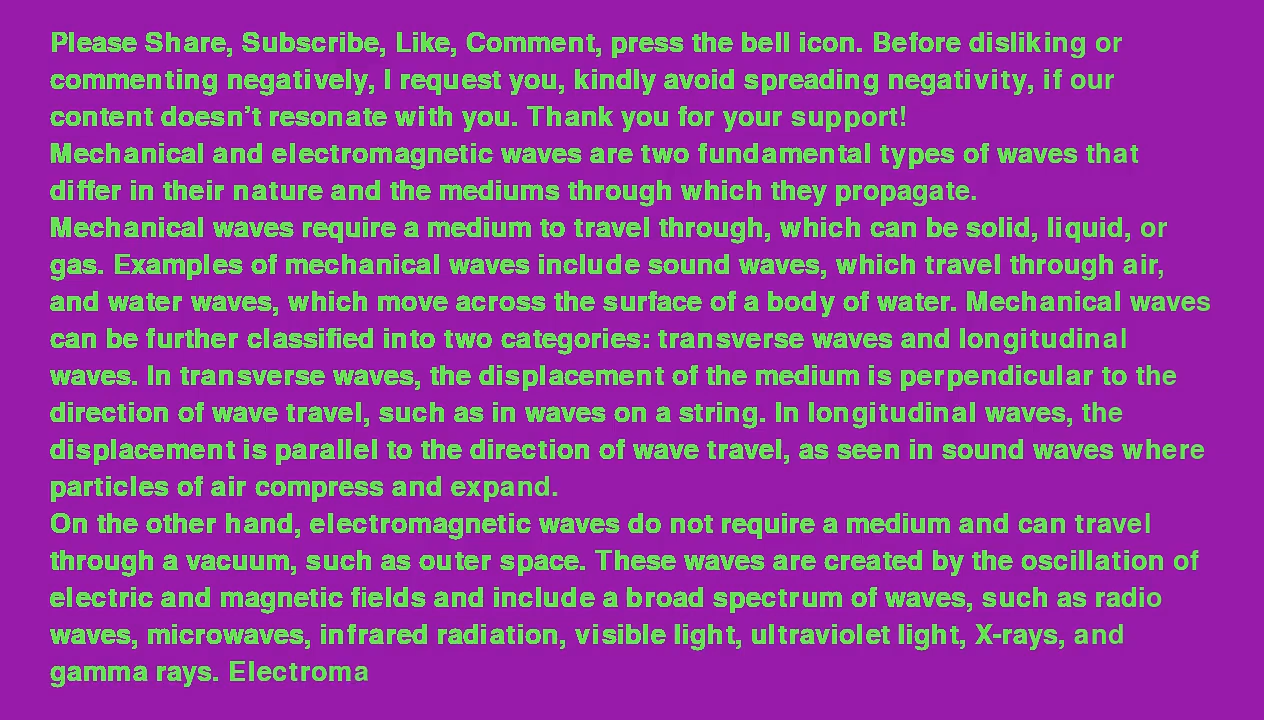 Please Share, Subscribe, Like, Comment, press the bell icon. Before disliking or
commenting negatively, I request you, kindly avoid spreading negativity, if our
content doesn’t resonate with you. Thank you for your support!
Mechanical and electromagnetic waves are two fundamental types of waves that
differ in their nature and the mediums through which they propagate.
Mechanical waves require a medium to travel through, which can be solid, liquid, or
gas. Examples of mechanical waves include sound waves, which travel through air,
and water waves, which move across the surface of a body of water. Mechanical waves
can be further classified into two categories: transverse waves and longitudinal
waves. In transverse waves, the displacement of the medium is perpendicular to the
direction of wave travel, such as in waves on a string. In longitudinal waves, the
displacement is parallel to the direction of wave travel, as seen in sound waves where
particles of air compress and expand.
On the other hand, electromagnetic waves do not require a medium and can travel
through a vacuum, such as outer space. These waves are created by the oscillation of
electric and magnetic fields and include a broad spectrum of waves, such as radio
waves, microwaves, infrared radiation, visible light, ultraviolet light, X-rays, and
gamma rays. Electroma